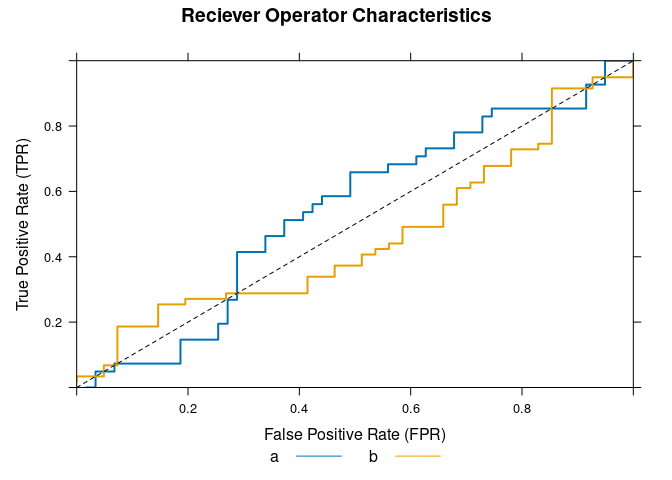 Reciever Operator Characteristics
True Positive Rate (TPR)
0.8
0.6
0.4
0.2
0.2 0.4 0.6 0.8
False Positive Rate (FPR)
a b